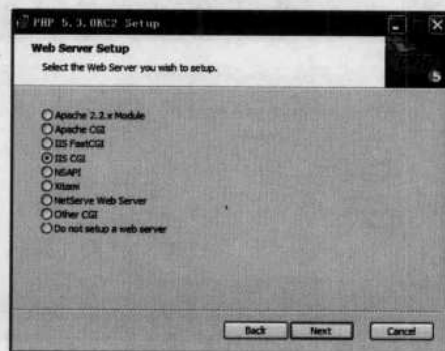 PHP 5.3.0RC2 Setup
Web Server Setup
Select the Web Server you wish to setup.
Apache 2.2.x Module
Apache CGI
IIS FastCGI
IIS CGI
NSAPI
Xitami
NetServe Web Server
Other CGI
Do not setup a web server
Back
Next
Cancel